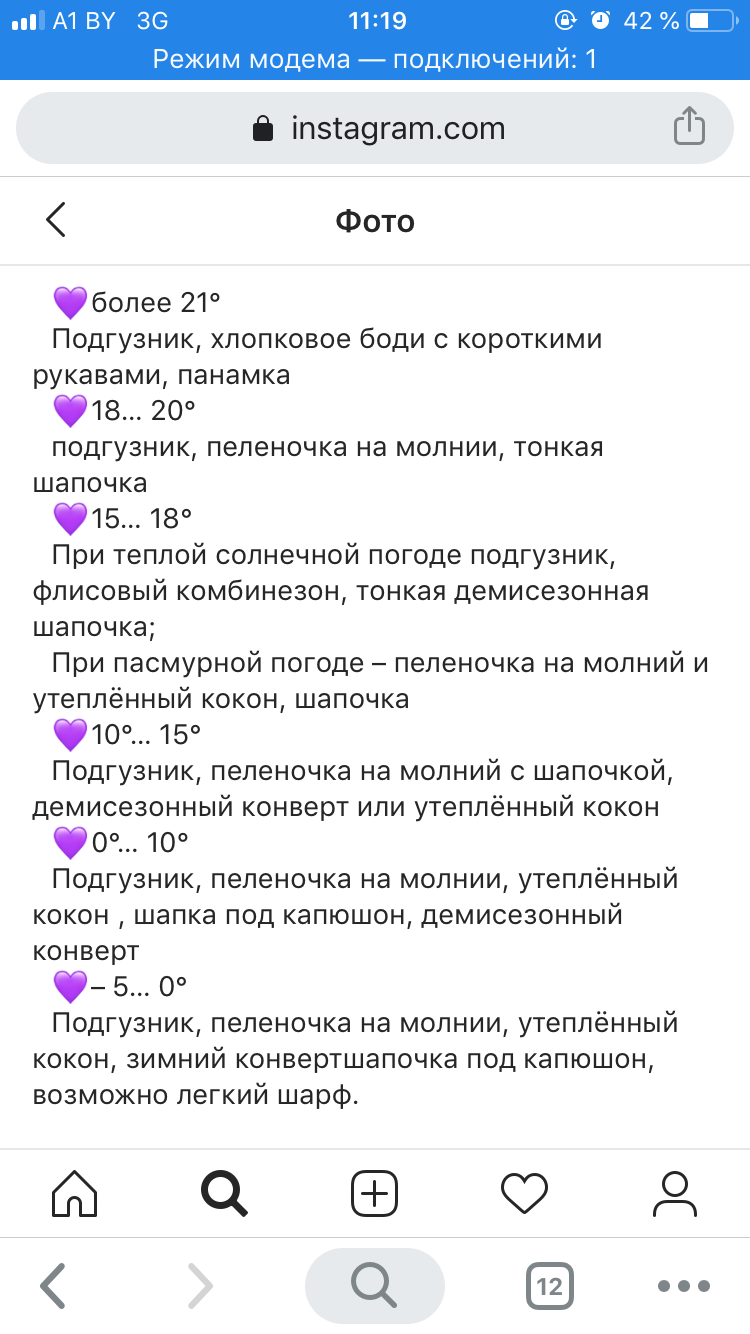 A1 BY 3G 11:19 42 %
Режим модема — подключений: 1
instagram.com
Фото
💜более 21°
Подгузник, хлопковое боди с короткими
рукавами, панамка
💜18... 20°
подгузник, пеленочка на молнии, тонкая
шапочка
💜15... 18°
При теплой солнечной погоде подгузник,
флисовый комбинезон, тонкая демисезонная
шапочка;
При пасмурной погоде – пеленочка на молний и
утеплённый кокон, шапочка
💜10°... 15°
Подгузник, пеленочка на молний с шапочкой,
демисезонный конверт или утеплённый кокон
💜0°... 10°
Подгузник, пеленочка на молнии, утеплённый
кокон , шапка под капюшон, демисезонный
конверт
💜– 5... 0°
Подгузник, пеленочка на молнии, утеплённый
кокон, зимний конвертшапочка под капюшон,
возможно легкий шарф.
12